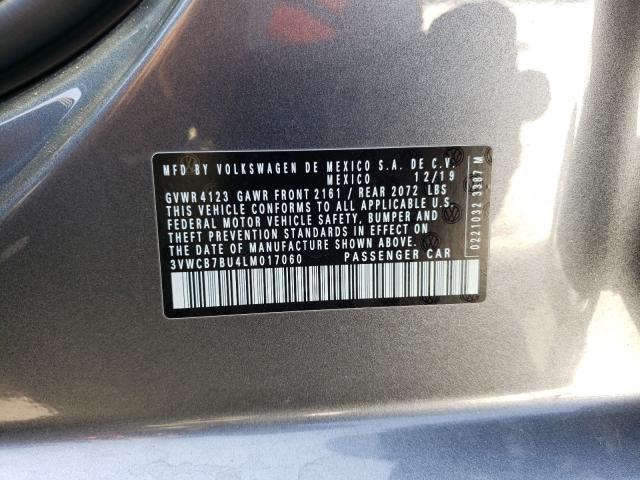 MFD BY VOLKSWAGEN DE MEXICO S.A. DE C.V.
MEXICO 12/19
GVWR 4123 GAWR FRONT 2161 / REAR 2072 LBS
THIS VEHICLE CONFORMS TO ALL APPLICABLE U.S.
FEDERAL MOTOR VEHICLE SAFETY, BUMPER AND
THEFT PREVENTION STANDARDS IN EFFECT ON
THE DATE OF MANUFACTURE SHOWN ABOVE.
3VWCB7BU4LM017060 PASSENGER CAR
0221032 3387 M